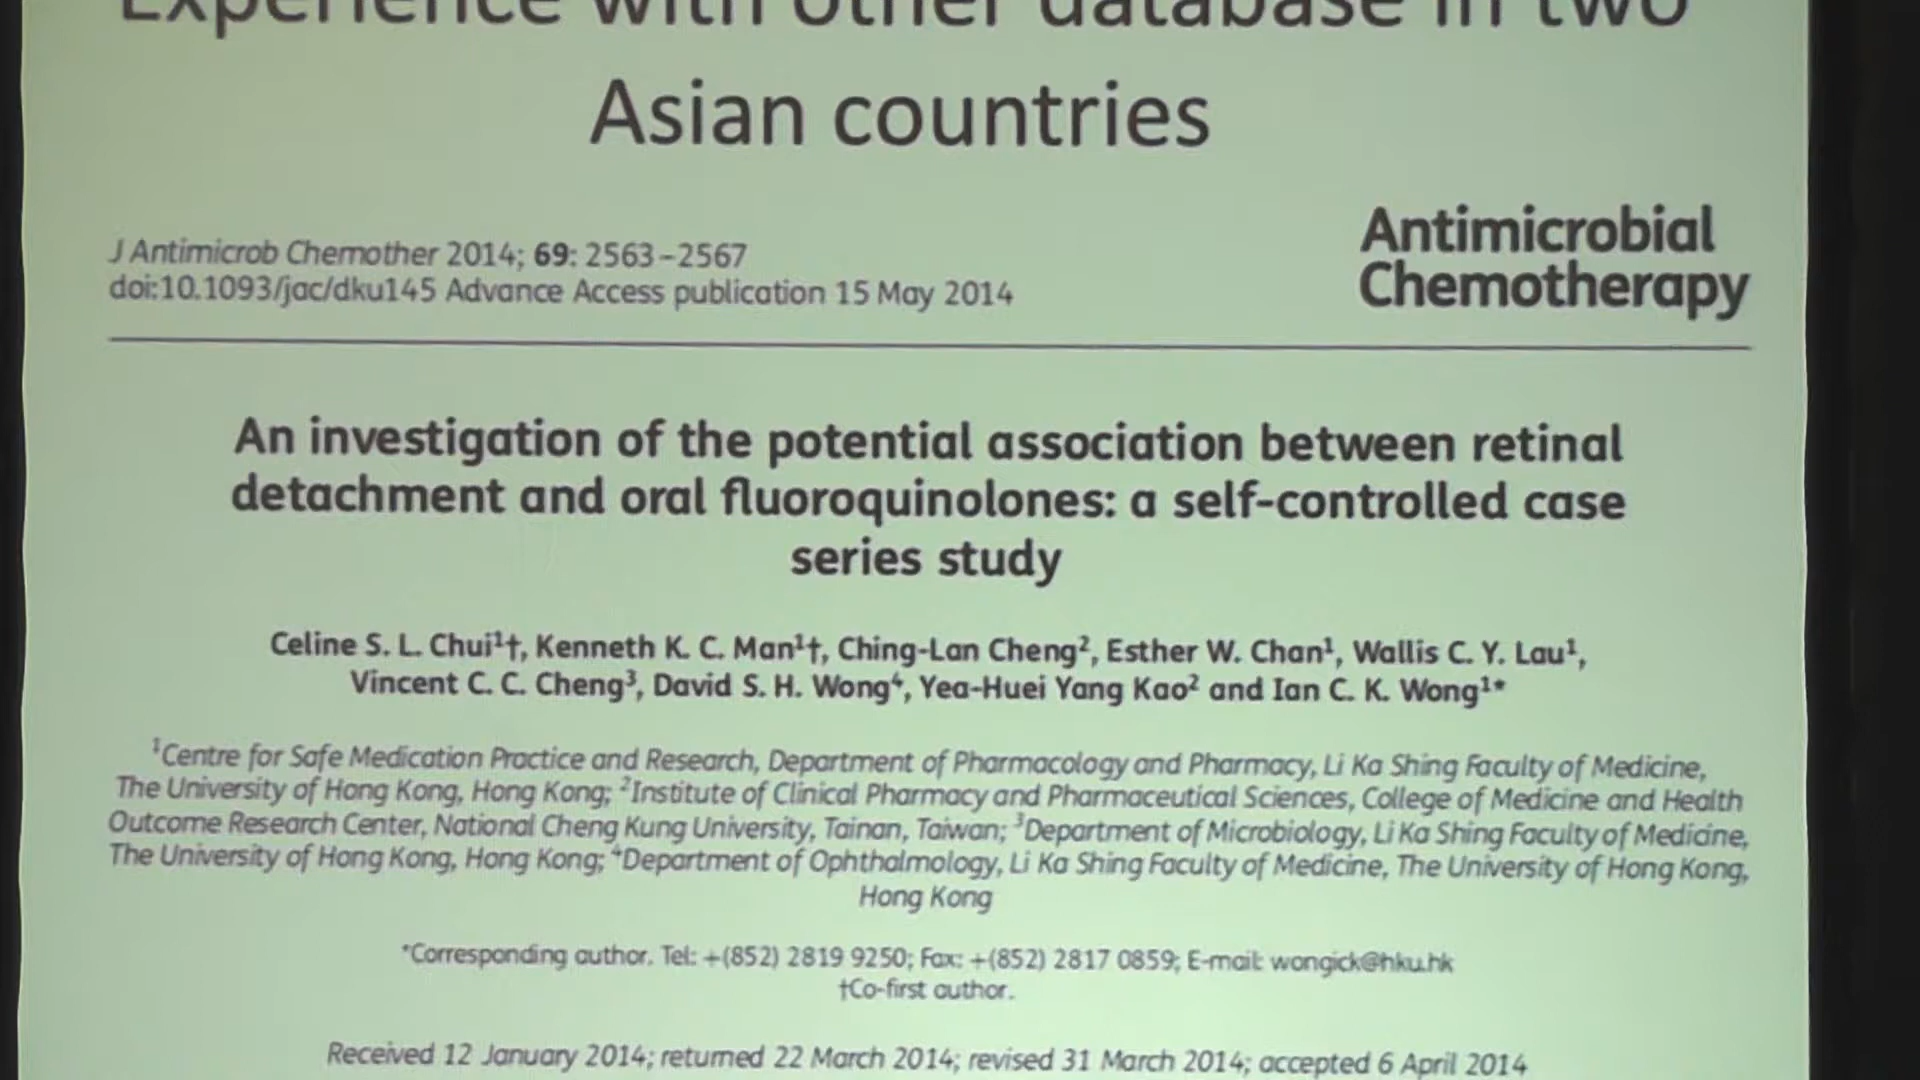 Experience with other database in two
Asian countries
J Antimicrob Chemother 2014; 69: 2563–2567
doi:10.1093/jac/dku145 Advance Access publication 15 May 2014
Antimicrobial
Chemotherapy
An investigation of the potential association between retinal
detachment and oral fluoroquinolones: a self-controlled case
series study
Celine S. L. Chui¹†, Kenneth K. C. Man¹†, Ching-Lan Cheng², Esther W. Chan¹, Wallis C. Y. Lau¹,
Vincent C. C. Cheng³, David S. H. Wong⁴, Yea-Huei Yang Kao² and Ian C. K. Wong¹*
¹Centre for Safe Medication Practice and Research, Department of Pharmacology and Pharmacy, Li Ka Shing Faculty of Medicine,
The University of Hong Kong, Hong Kong; ²Institute of Clinical Pharmacy and Pharmaceutical Sciences, College of Medicine and Health
Outcome Research Center, National Cheng Kung University, Tainan, Taiwan; ³Department of Microbiology, Li Ka Shing Faculty of Medicine,
The University of Hong Kong, Hong Kong; ⁴Department of Ophthalmology, Li Ka Shing Faculty of Medicine, The University of Hong Kong,
Hong Kong
*Corresponding author. Tel: +(852) 2819 9250; Fax: +(852) 2817 0859; E-mail: wongick@hku.hk
†Co-first author.
Received 12 January 2014; returned 22 March 2014; revised 31 March 2014; accepted 6 April 2014